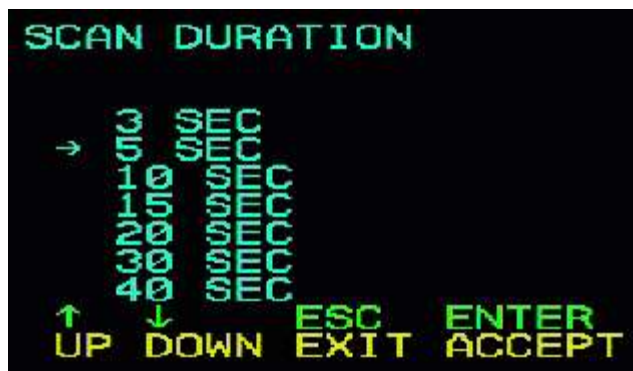 SCAN DURATION
3 SEC
→ 5 SEC
10 SEC
15 SEC
20 SEC
30 SEC
40 SEC
↑ ↓ ESC ENTER
UP DOWN EXIT ACCEPT